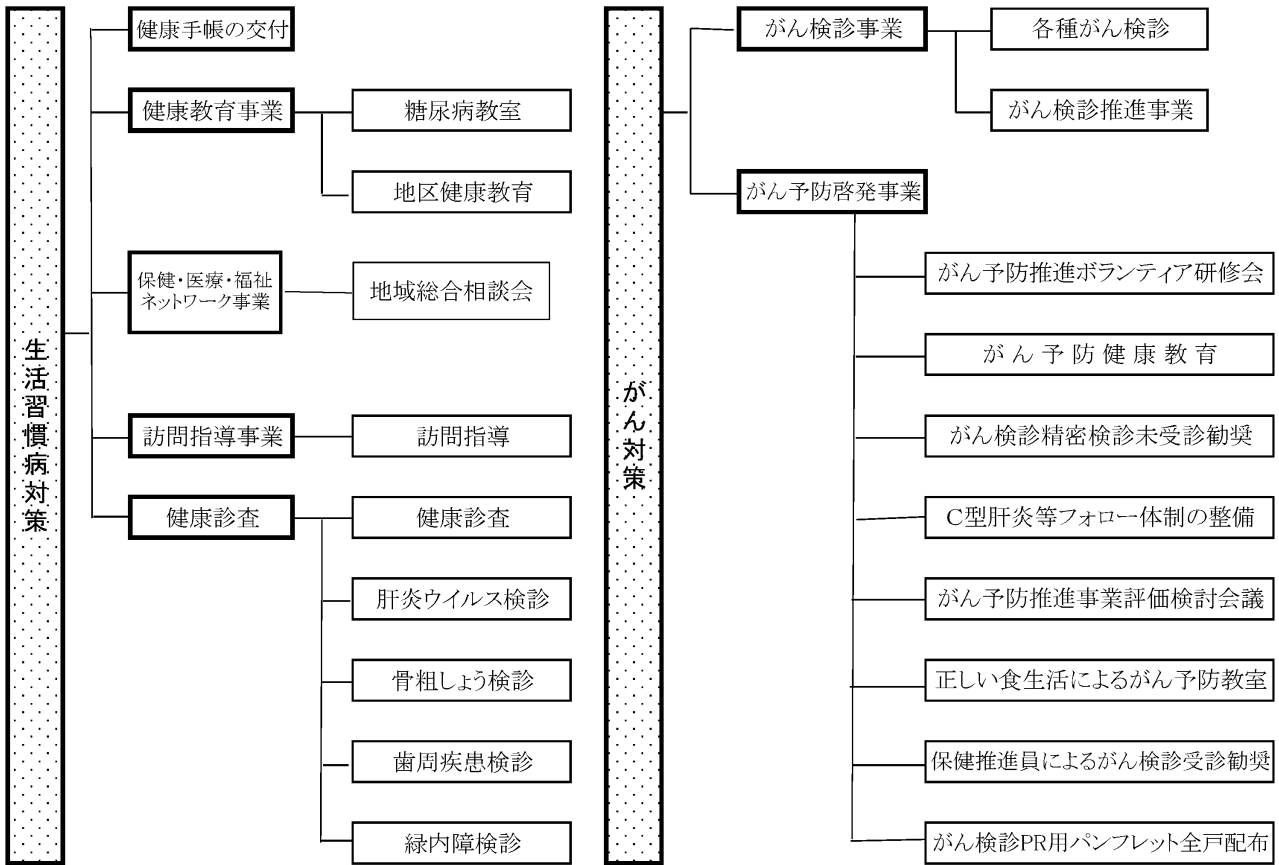 生活習慣病対策
健康手帳の交付
健康教育事業
糖尿病教室
地区健康教育
保健・医療・福祉
ネットワーク事業
地域総合相談会
訪問指導事業
訪問指導
健康診査
健康診査
肝炎ウイルス検診
骨粗しょう検診
歯周疾患検診
緑内障検診
がん対策
がん検診事業
各種がん検診
がん検診推進事業
がん予防啓発事業
がん予防推進ボランティア研修会
がん予防健康教育
がん検診精密検診未受診勧奨
C型肝炎等フォロー体制の整備
がん予防推進事業評価検討会議
正しい食生活によるがん予防教室
保健推進員によるがん検診受診勧奨
がん検診PR用パンフレット全戸配布